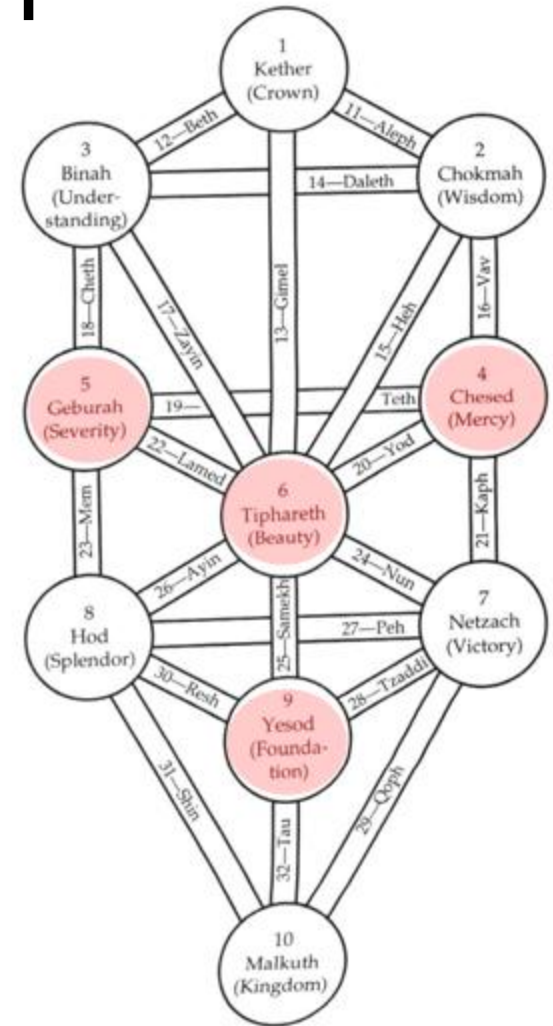 1
Kether
(Crown)
12—Beth
11—Aleph
3
Binah
(Under-
standing)
2
Chokmah
(Wisdom)
14—Daleth
18—Cheth
17—Zayin
13—Gimel
15—Heh
16—Vav
5
Geburah
(Severity)
4
Chesed
(Mercy)
19—
Teth
22—Lamed
20—Yod
6
Tiphareth
(Beauty)
23—Mem
21—Kaph
26—Ayin
24—Nun
8
Hod
(Splendor)
7
Netzach
(Victory)
25—Samekh
27—Peh
30—Resh
28—Tzaddi
9
Yesod
(Founda-
tion)
31—Shin
29—Qoph
32—Tau
10
Malkuth
(Kingdom)